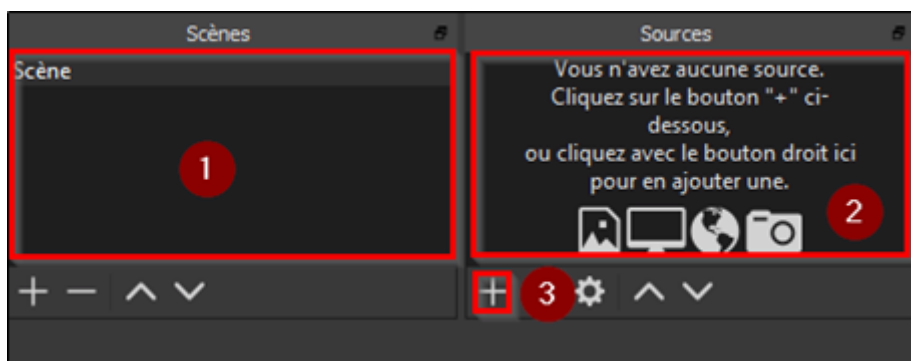 Scènes
Sources
Scène
1
Vous n'avez aucune source.
Cliquez sur le bouton "+" ci-
dessous,
ou cliquez avec le bouton droit ici
pour en ajouter une.
2
3